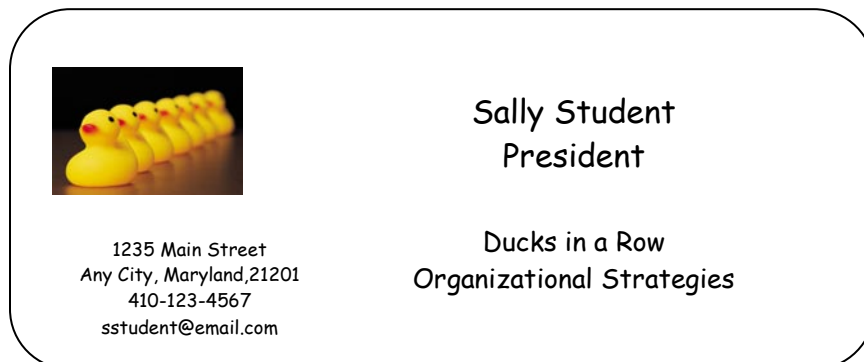 Sally Student
President
Ducks in a Row
Organizational Strategies
1235 Main Street
Any City, Maryland,21201
410-123-4567
sstudent@email.com